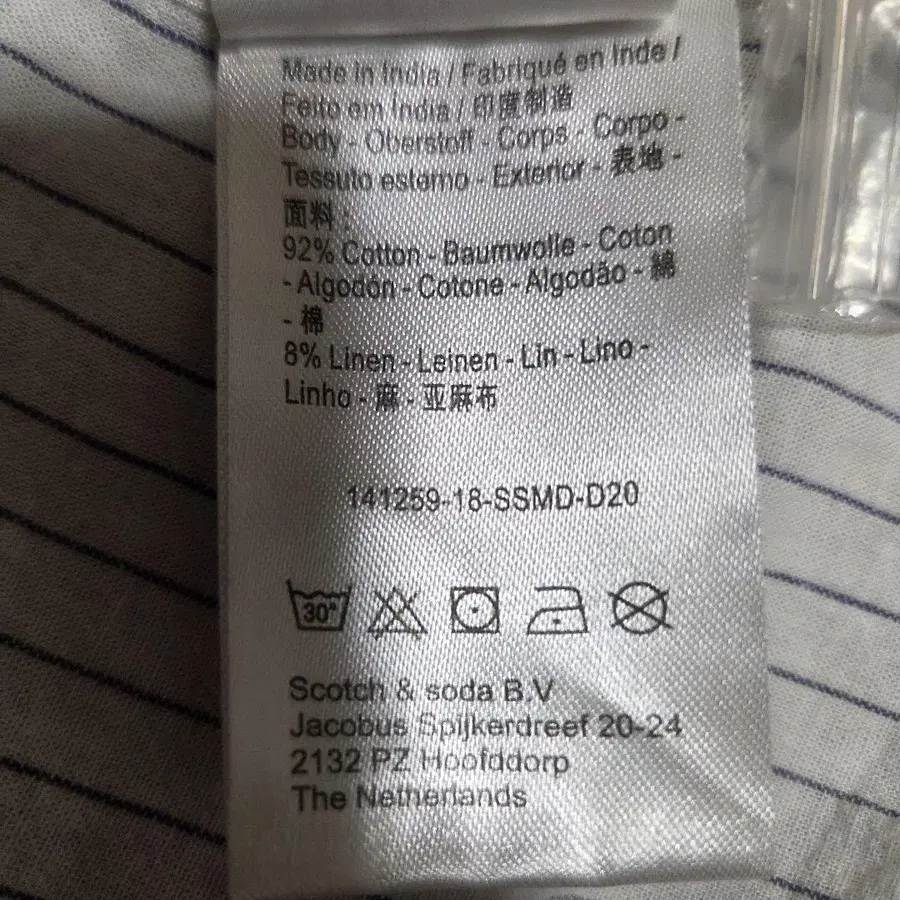 Made in India / Fabriqué en Inde /
Feito em India / 印度制造
Body - Oberstoff - Corps - Corpo -
Tessuto esterno - Exterior - 表地 -
面料 :
92% Cotton - Baumwolle - Coton
- Algodón - Cotone - Algodão - 綿
- 棉
8% Linen - Leinen - Lin - Lino -
Linho - 麻 - 亚麻布
141259-18-SSMD-D20
30°
Scotch & soda B.V
Jacobus Spijkerdreef 20-24
2132 PZ Hoofddorp
The Netherlands